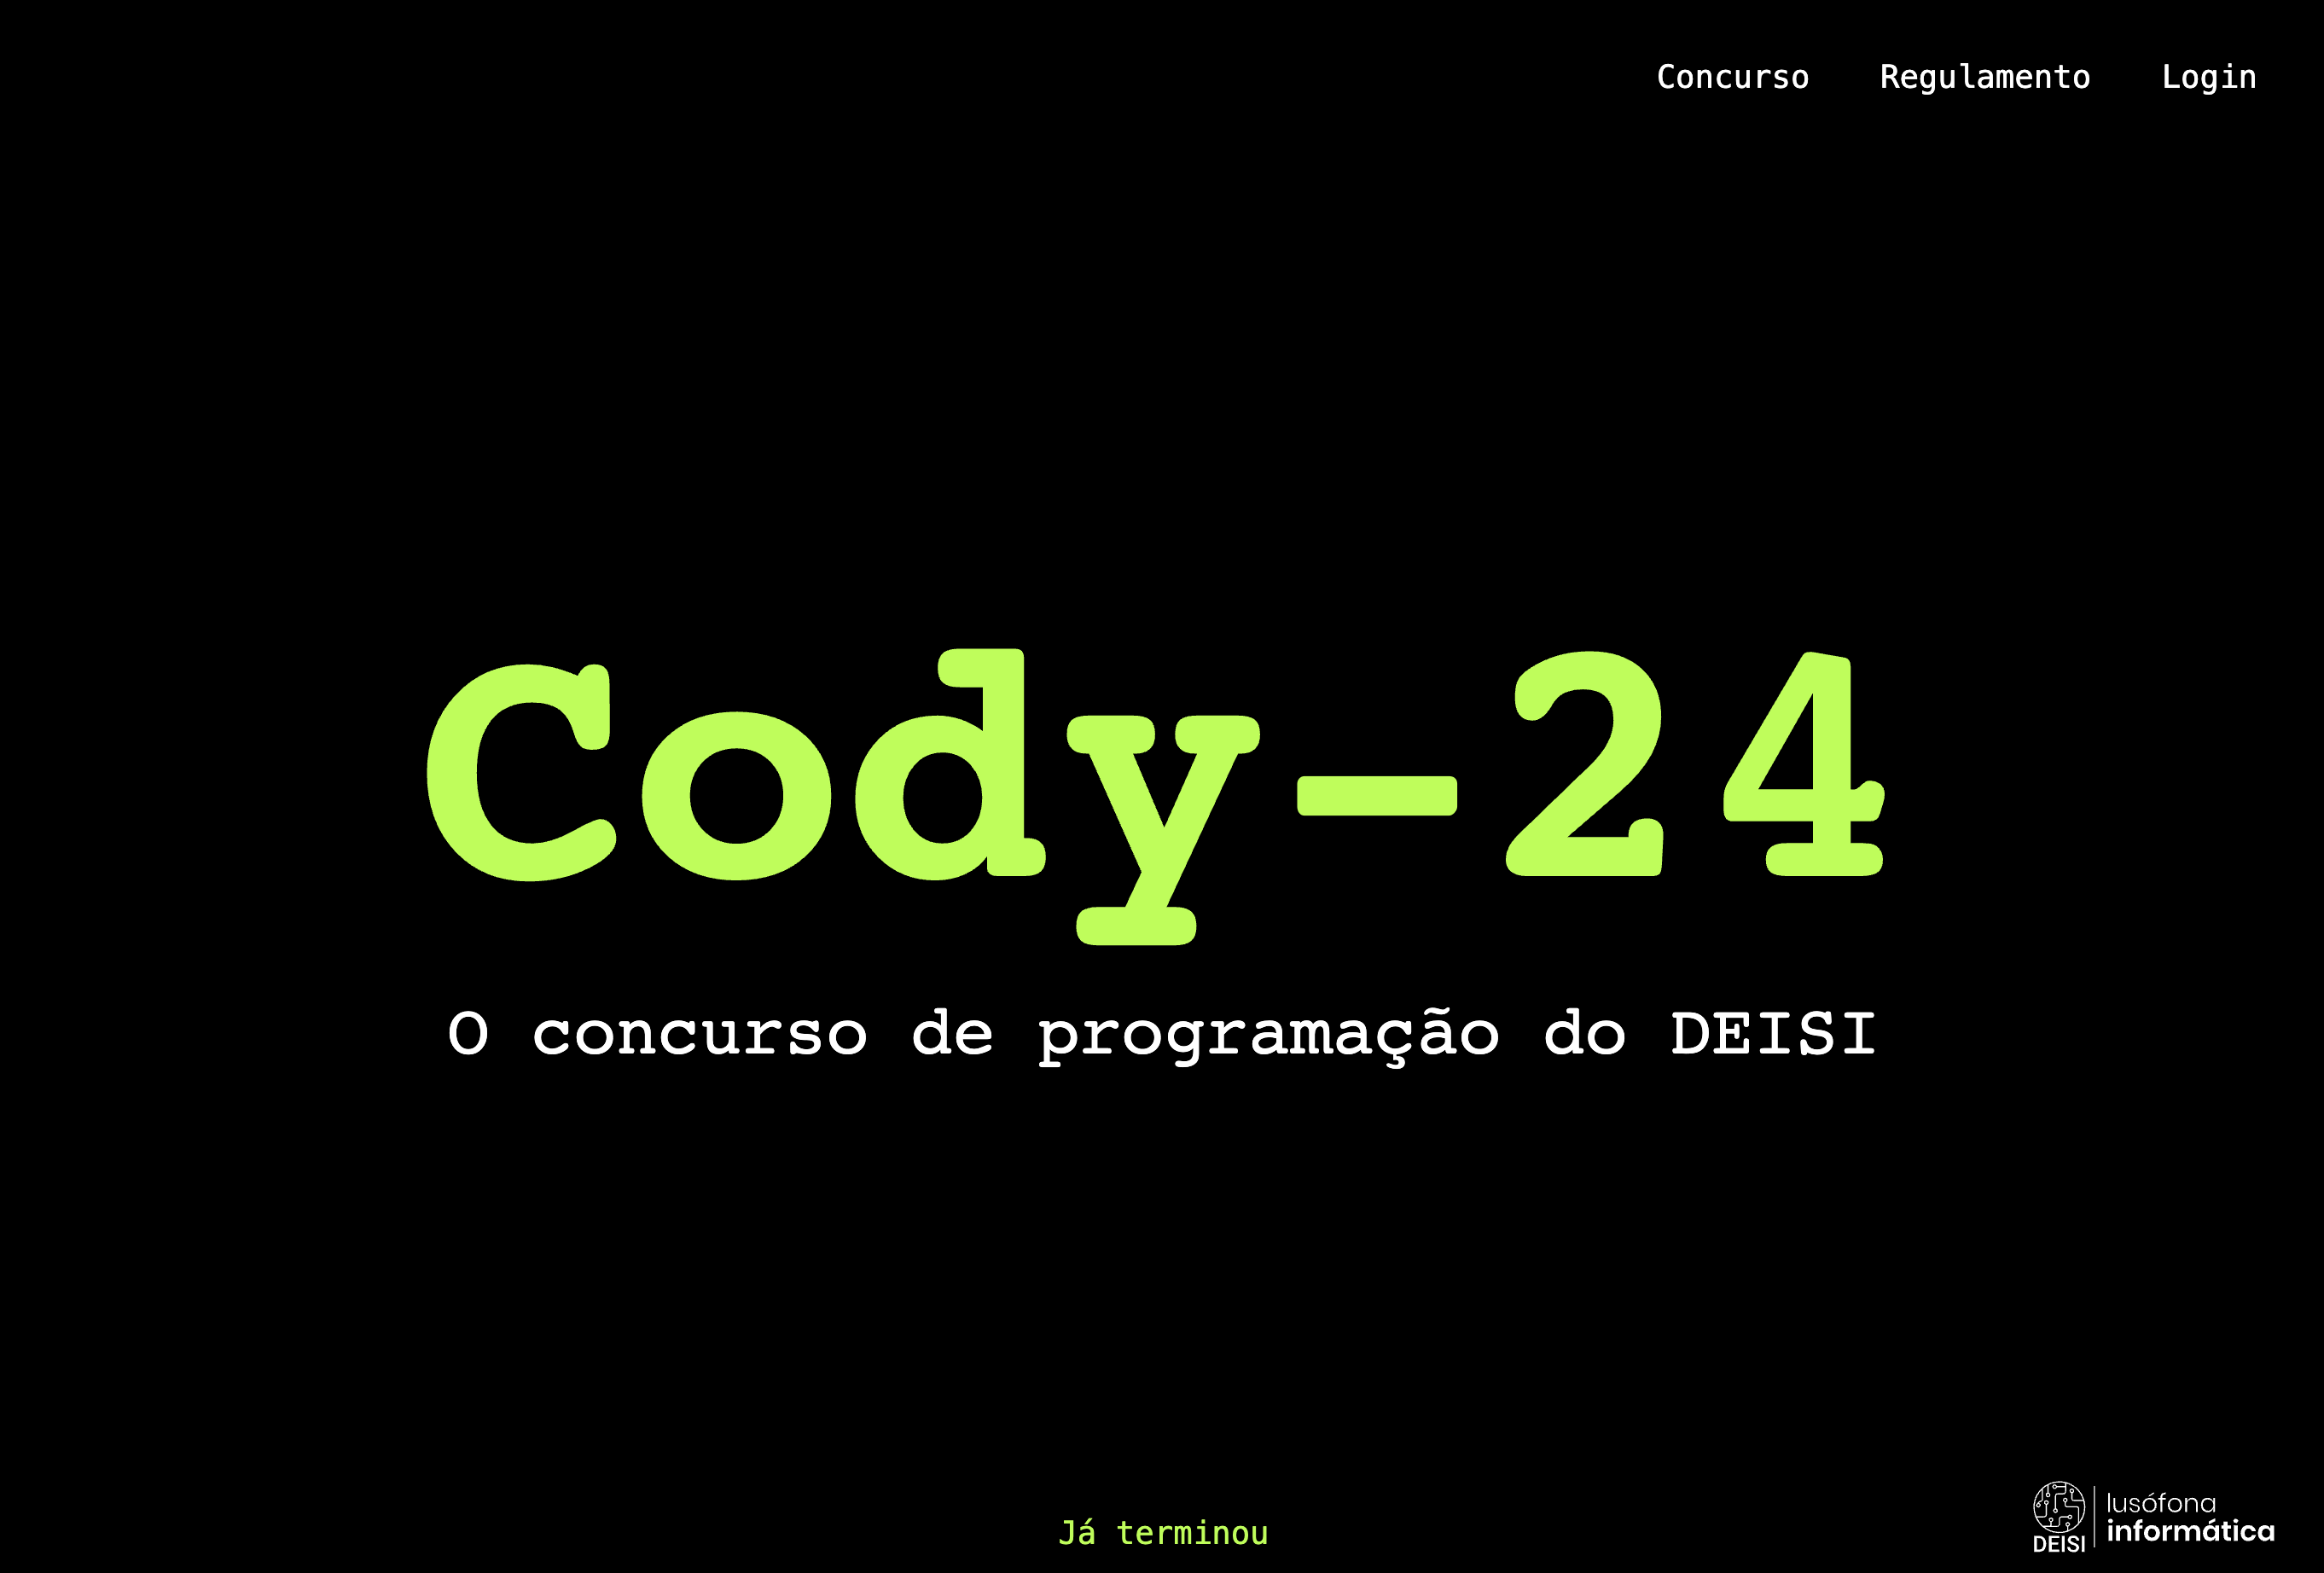 Concurso Regulamento Login
Cody-24
O concurso de programação do DEISI
Já terminou
lusófona
informática
DEISI